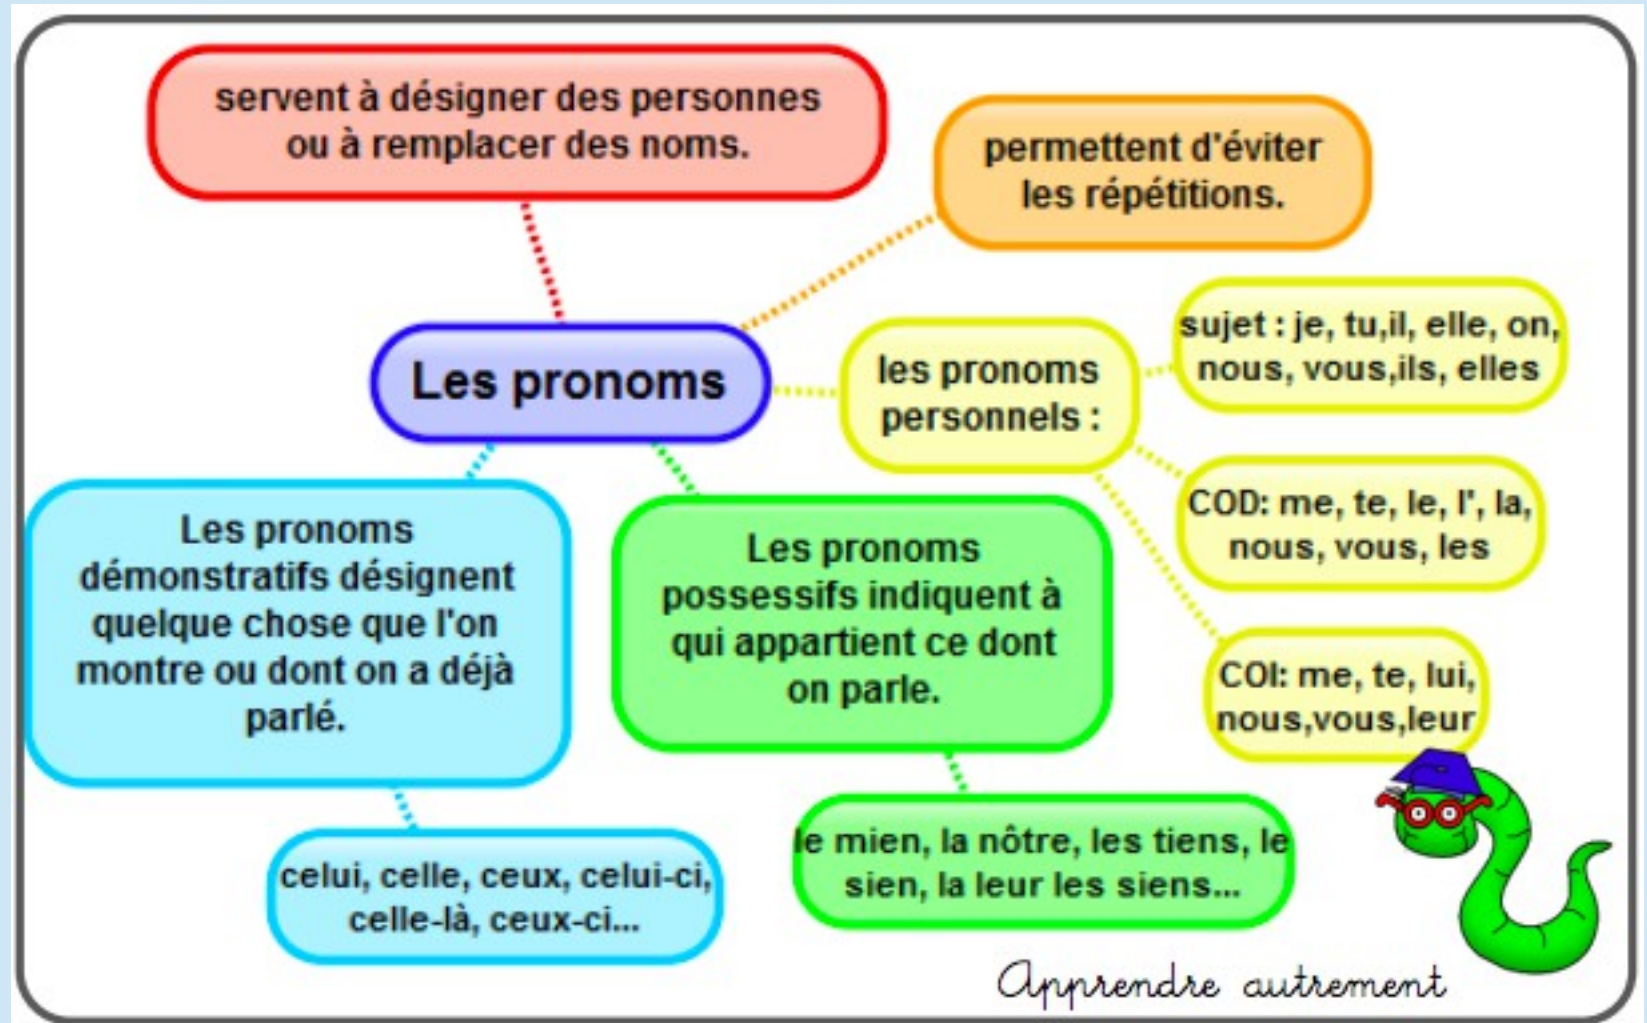 servent à désigner des personnes
ou à remplacer des noms.
permettent d'éviter
les répétitions.
Les pronoms
les pronoms
personnels :
sujet : je, tu,il, elle, on,
nous, vous,ils, elles
COD: me, te, le, l', la,
nous, vous, les
COI: me, te, lui,
nous,vous,leur
Les pronoms
démonstratifs désignent
quelque chose que l'on
montre ou dont on a déjà
parlé.
celui, celle, ceux, celui-ci,
celle-là, ceux-ci...
Les pronoms
possessifs indiquent à
qui appartient ce dont
on parle.
le mien, la nôtre, les tiens, le
sien, la leur les siens...
Apprendre autrement